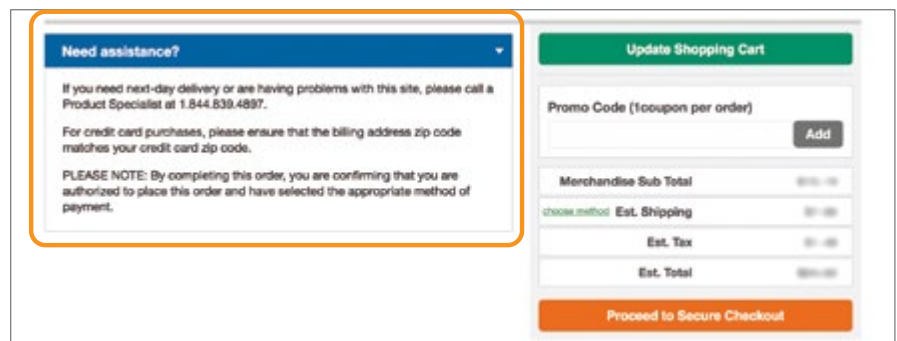 Need assistance?
If you need next-day delivery or are having problems with this site, please call a
Product Specialist at 1.844.839.4897.
For credit card purchases, please ensure that the billing address zip code
matches your credit card zip code.
PLEASE NOTE: By completing this order, you are confirming that you are
authorized to place this order and have selected the appropriate method of
payment.
Update Shopping Cart
Promo Code (1coupon per order)
Add
Merchandise Sub Total
choose method Est. Shipping
Est. Tax
Est. Total
Proceed to Secure Checkout